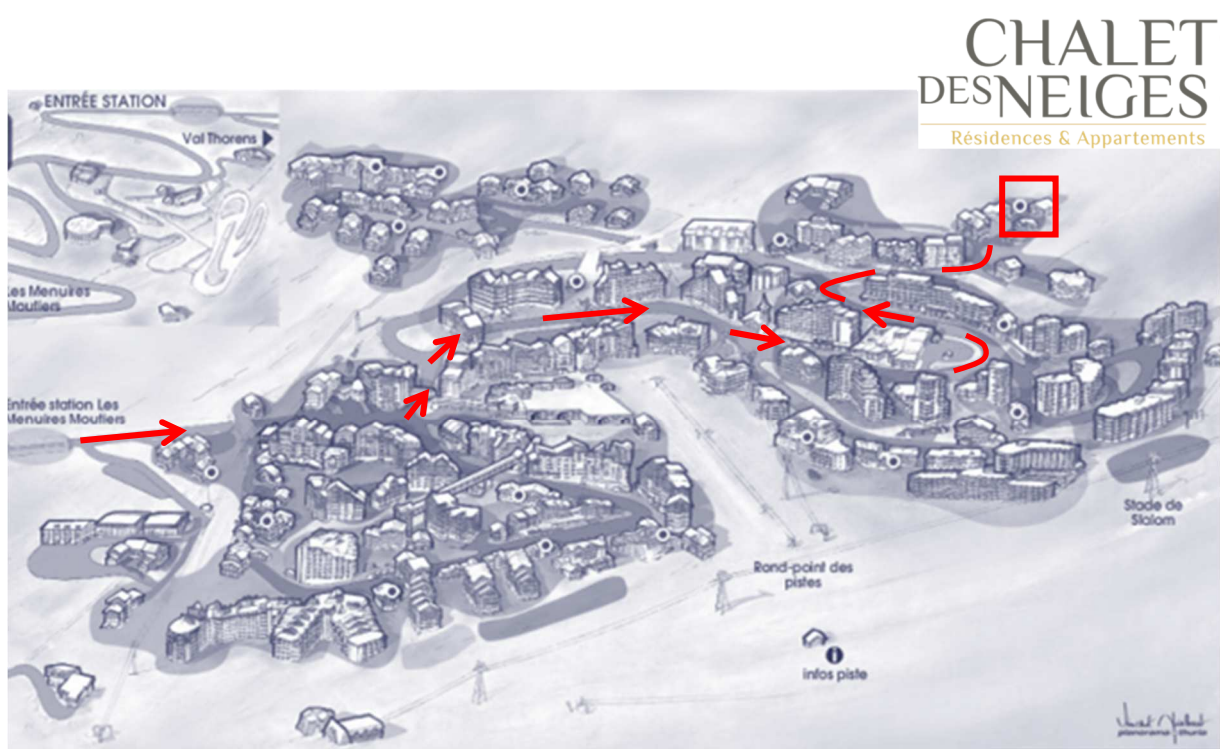 CHALET
DES NEIGES
Résidences & Appartements
ENTRÉE STATION
Val Thorens
Les Menuires
Moutiers
Entrée station Les
Menuires Moutiers
Stade de
Slalom
Rond-point des
pistes
i
infos piste